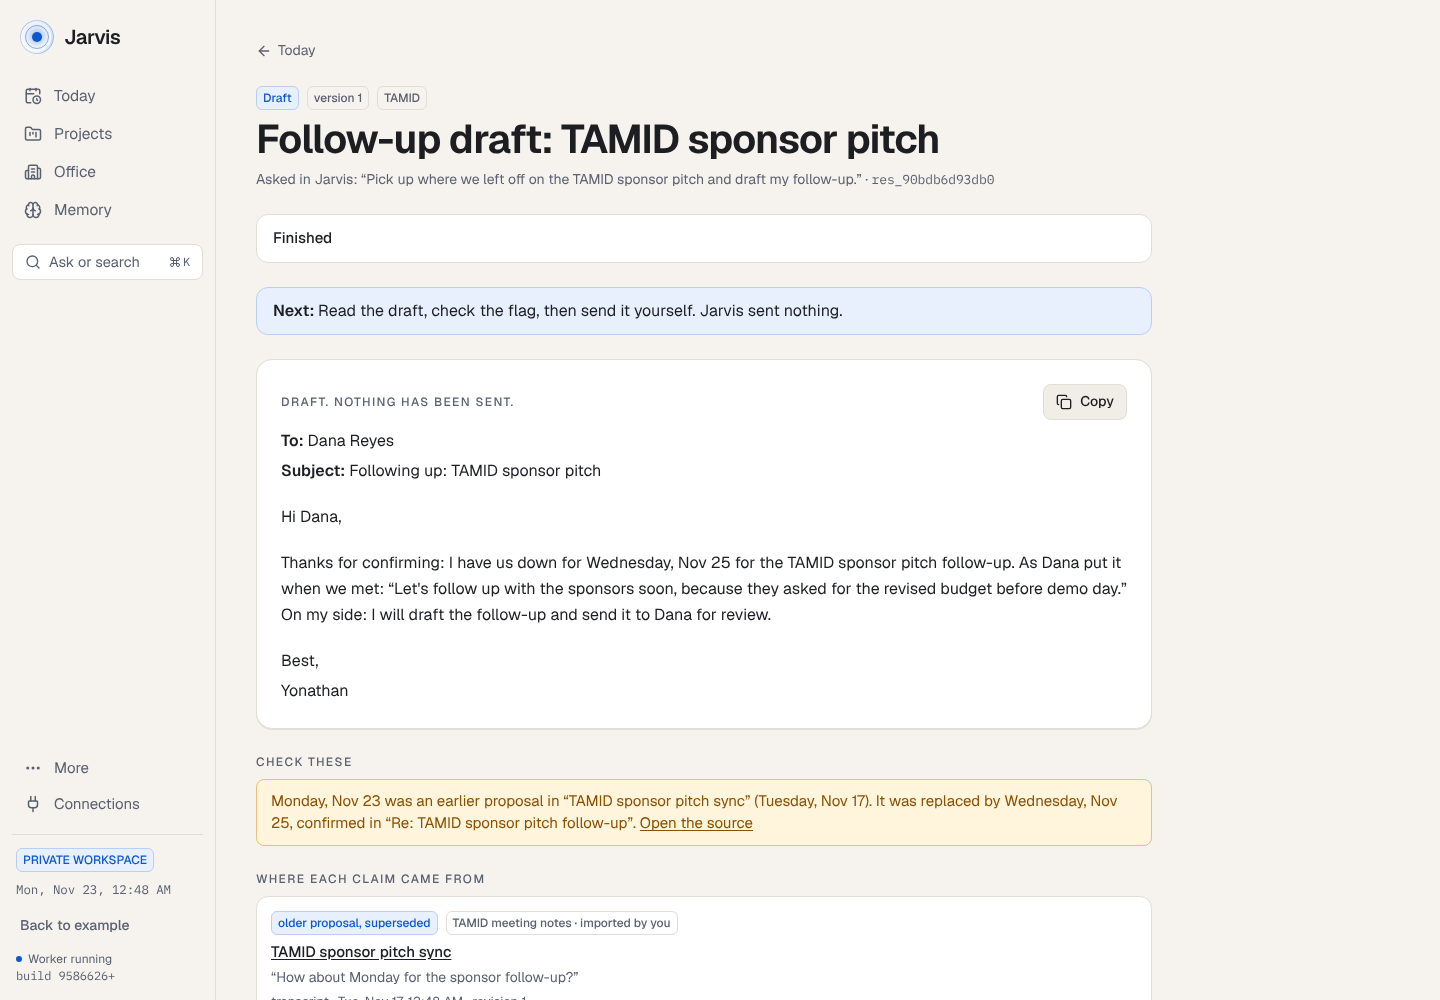 Jarvis
Today
Projects
Office
Memory
Ask or search ⌘ K
More
Connections
PRIVATE WORKSPACE
Mon, Nov 23, 12:48 AM
Back to example
Worker running
build 9586626+
← Today
Draft version 1 TAMID
Follow-up draft: TAMID sponsor pitch
Asked in Jarvis: “Pick up where we left off on the TAMID sponsor pitch and draft my follow-up.” · res_90bdb6d93db0
Finished
Next: Read the draft, check the flag, then send it yourself. Jarvis sent nothing.
DRAFT. NOTHING HAS BEEN SENT.
Copy
To: Dana Reyes
Subject: Following up: TAMID sponsor pitch
Hi Dana,
Thanks for confirming: I have us down for Wednesday, Nov 25 for the TAMID sponsor pitch follow-up. As Dana put it
when we met: “Let's follow up with the sponsors soon, because they asked for the revised budget before demo day.”
On my side: I will draft the follow-up and send it to Dana for review.
Best,
Yonathan
CHECK THESE
Monday, Nov 23 was an earlier proposal in “TAMID sponsor pitch sync” (Tuesday, Nov 17). It was replaced by Wednesday, Nov
25, confirmed in “Re: TAMID sponsor pitch follow-up”. Open the source
WHERE EACH CLAIM CAME FROM
older proposal, superseded TAMID meeting notes · imported by you
TAMID sponsor pitch sync
“How about Monday for the sponsor follow-up?”
transcript · Tue, Nov 17, 12:48 AM · revision 1